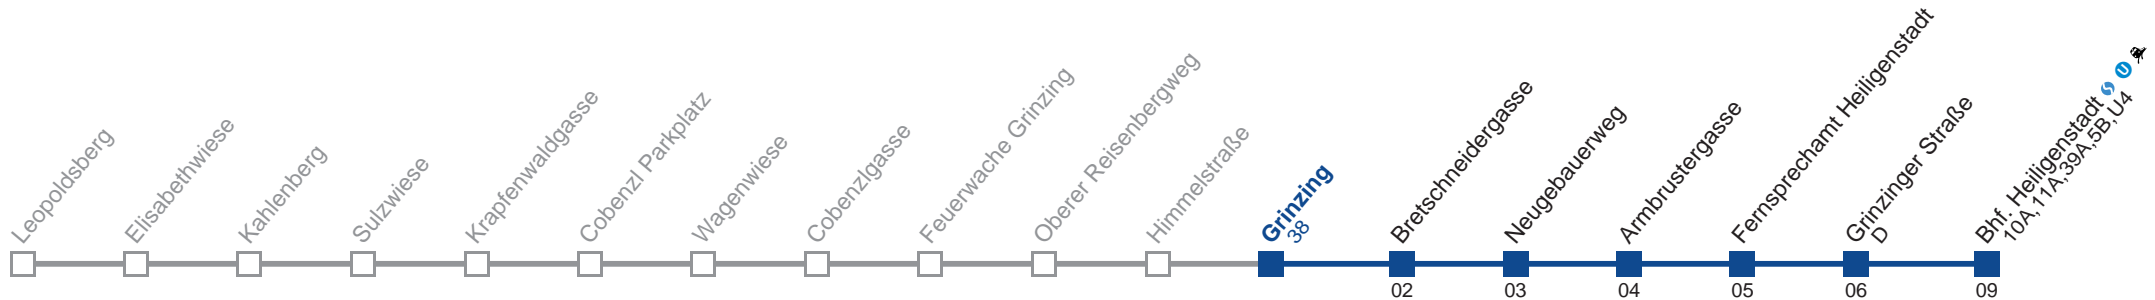 Leopoldsberg
Elisabethwiese
Kahlenberg
Sulzwiese
Krapfenwaldgasse
Cobenzl Parkplatz
Wagenwiese
Cobenzlgasse
Feuerwache Grinzing
Oberer Reisenbergweg
Himmelstraße
Grinzing
38
Bretschneidergasse
Neugebauerweg
Armbrustergasse
Fernsprechamt Heiligenstadt
Grinzinger Straße
D
Bhf. Heiligenstadt S U
10A,11A,39A,5B,U4
02
03
04
05
06
09